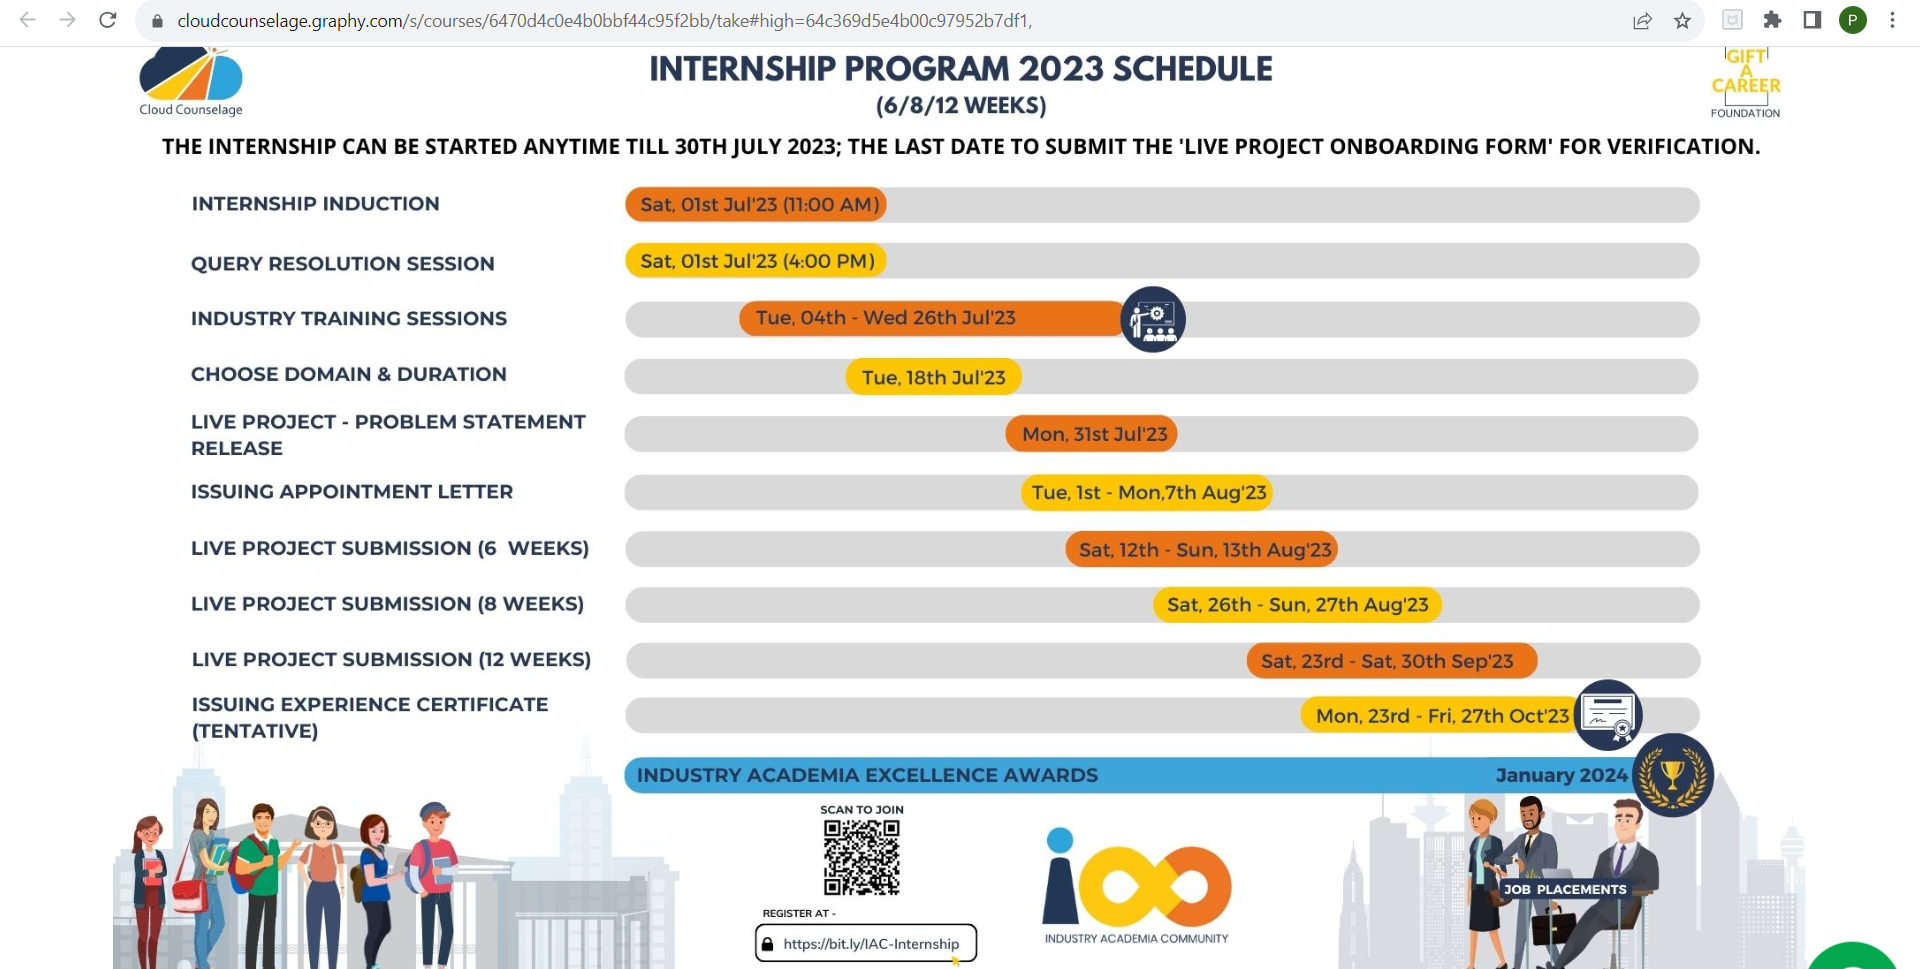 cloudcounselage.graphy.com/s/courses/6470d4c0e4b0bbf44c95f2bb/take#high=64c369d5e4b00c97952b7df1,
P
Cloud Counselage
INTERNSHIP PROGRAM 2023 SCHEDULE
(6/8/12 WEEKS)
GIFT
A
CAREER
FOUNDATION
THE INTERNSHIP CAN BE STARTED ANYTIME TILL 30TH JULY 2023; THE LAST DATE TO SUBMIT THE 'LIVE PROJECT ONBOARDING FORM' FOR VERIFICATION.
INTERNSHIP INDUCTION
Sat, 01st Jul'23 (11:00 AM)
QUERY RESOLUTION SESSION
Sat, 01st Jul'23 (4:00 PM)
INDUSTRY TRAINING SESSIONS
Tue, 04th - Wed 26th Jul'23
CHOOSE DOMAIN & DURATION
Tue, 18th Jul'23
LIVE PROJECT - PROBLEM STATEMENT
RELEASE
Mon, 31st Jul'23
ISSUING APPOINTMENT LETTER
Tue, 1st - Mon,7th Aug'23
LIVE PROJECT SUBMISSION (6 WEEKS)
Sat, 12th - Sun, 13th Aug'23
LIVE PROJECT SUBMISSION (8 WEEKS)
Sat, 26th - Sun, 27th Aug'23
LIVE PROJECT SUBMISSION (12 WEEKS)
Sat, 23rd - Sat, 30th Sep'23
ISSUING EXPERIENCE CERTIFICATE
(TENTATIVE)
Mon, 23rd - Fri, 27th Oct'23
INDUSTRY ACADEMIA EXCELLENCE AWARDS
January 2024
SCAN TO JOIN
REGISTER AT -
https://bit.ly/IAC-Internship
INDUSTRY ACADEMIA COMMUNITY
JOB PLACEMENTS